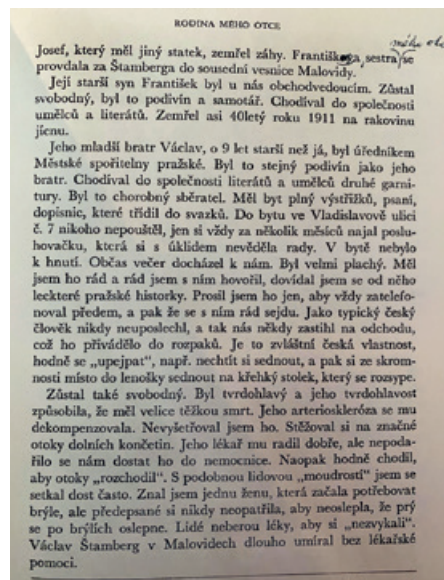 RODINA MÉHO OTCE
Josef, který měl jiný statek, zemřel záhy. sestra se
provdala za Štamberga do sousední vesnice Malovidy.
Její starší syn František byl u nás obchodvedoucím. Zůstal
svobodný, byl to podivín a samotář. Chodíval do společnosti
umělců a literátů. Zemřel asi 40letý roku 1911 na rakovinu
jícnu.
Jeho mladší bratr Václav, o 9 let starší než já, byl úředníkem
Městské spořitelny pražské. Byl to stejný podivín jako jeho
bratr. Chodíval do společnosti literátů a umělců druhé garni-
tury. Byl to chorobný sběratel. Měl byt plný výstřižků, psaní,
dopisnic, které třídil do svazků. Do bytu ve Vladislavově ulici
č. 7 nikoho nepouštěl, jen si vždy za několik měsíců najal poslu-
hovačku, která si s úklidem nevěděla rady. V bytě nebylo
k hnutí. Občas večer docházel k nám. Byl velmi plachý. Měl
jsem ho rád a rád jsem s ním hovořil, dovídal jsem se od něho
leckteré pražské historky. Prosil jsem ho jen, aby vždy zatelefo-
noval předem, a pak že se s ním rád sejdu. Jako typický český
člověk nikdy neuposlechl, a tak nás někdy zastihl na odchodu,
což ho přivádělo do rozpaků. Je to zvláštní česká vlastnost,
hodně se „upejpat“, např. nechtít si sednout, a pak si ze skrom-
nosti místo do lenošky sednout na křehký stolek, který se rozsype.
Zůstal také svobodný. Byl tvrdohlavý a jeho tvrdohlavost
způsobila, že měl velice těžkou smrt. Jeho arterioskleróza se mu
dekompenzovala. Nevyšetřoval jsem ho. Stěžoval si na značné
otoky dolních končetin. Jeho lékař mu radil dobře, ale nepoda-
řilo se nám dostat ho do nemocnice. Naopak hodně chodil,
aby otoky „rozchodil“. S podobnou lidovou „moudrostí“ jsem se
setkal dost často. Znal jsem jednu ženu, která začala potřebovat
brýle, ale předepsané si nikdy neopatřila, aby neoslepla, že prý
se po brýlích oslepne. Lidé neberou léky, aby si „nezvykali“.
Václav Štamberg v Malovidech dlouho umíral bez lékařské
pomoci.